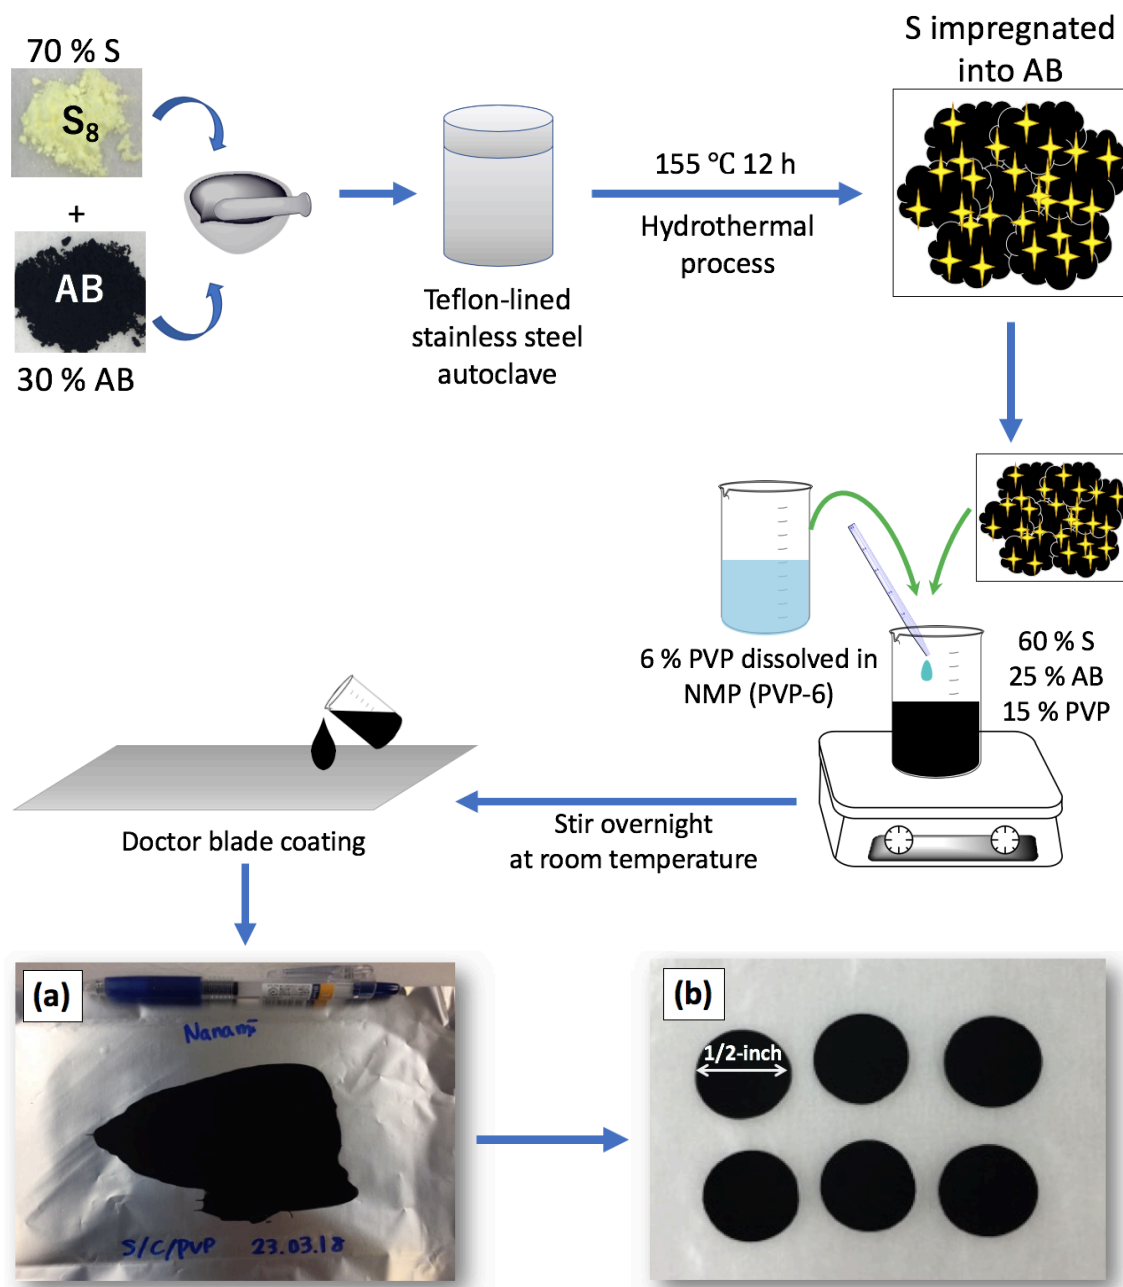 70 % S
S₈
+
AB
30 % AB
Teflon-lined
stainless steel
autoclave
155 ℃ 12 h
Hydrothermal
process
S impregnated
into AB
6 % PVP dissolved in
NMP (PVP-6)
60 % S
25 % AB
15 % PVP
Stir overnight
at room temperature
Doctor blade coating
(a)
Nanami
S/C/PVP 23.03.18
(b)
1/2-inch